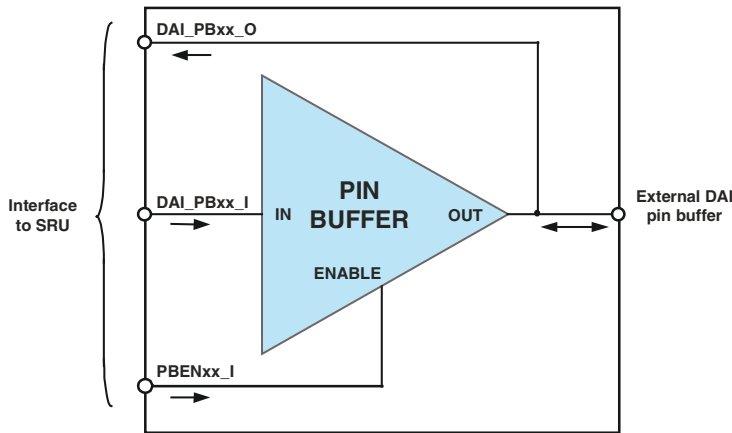 DAI_PBxx_O
Interface
to SRU
DAI_PBxx_I
IN
PIN
BUFFER
OUT
External DAI
pin buffer
ENABLE
PBENxx_I